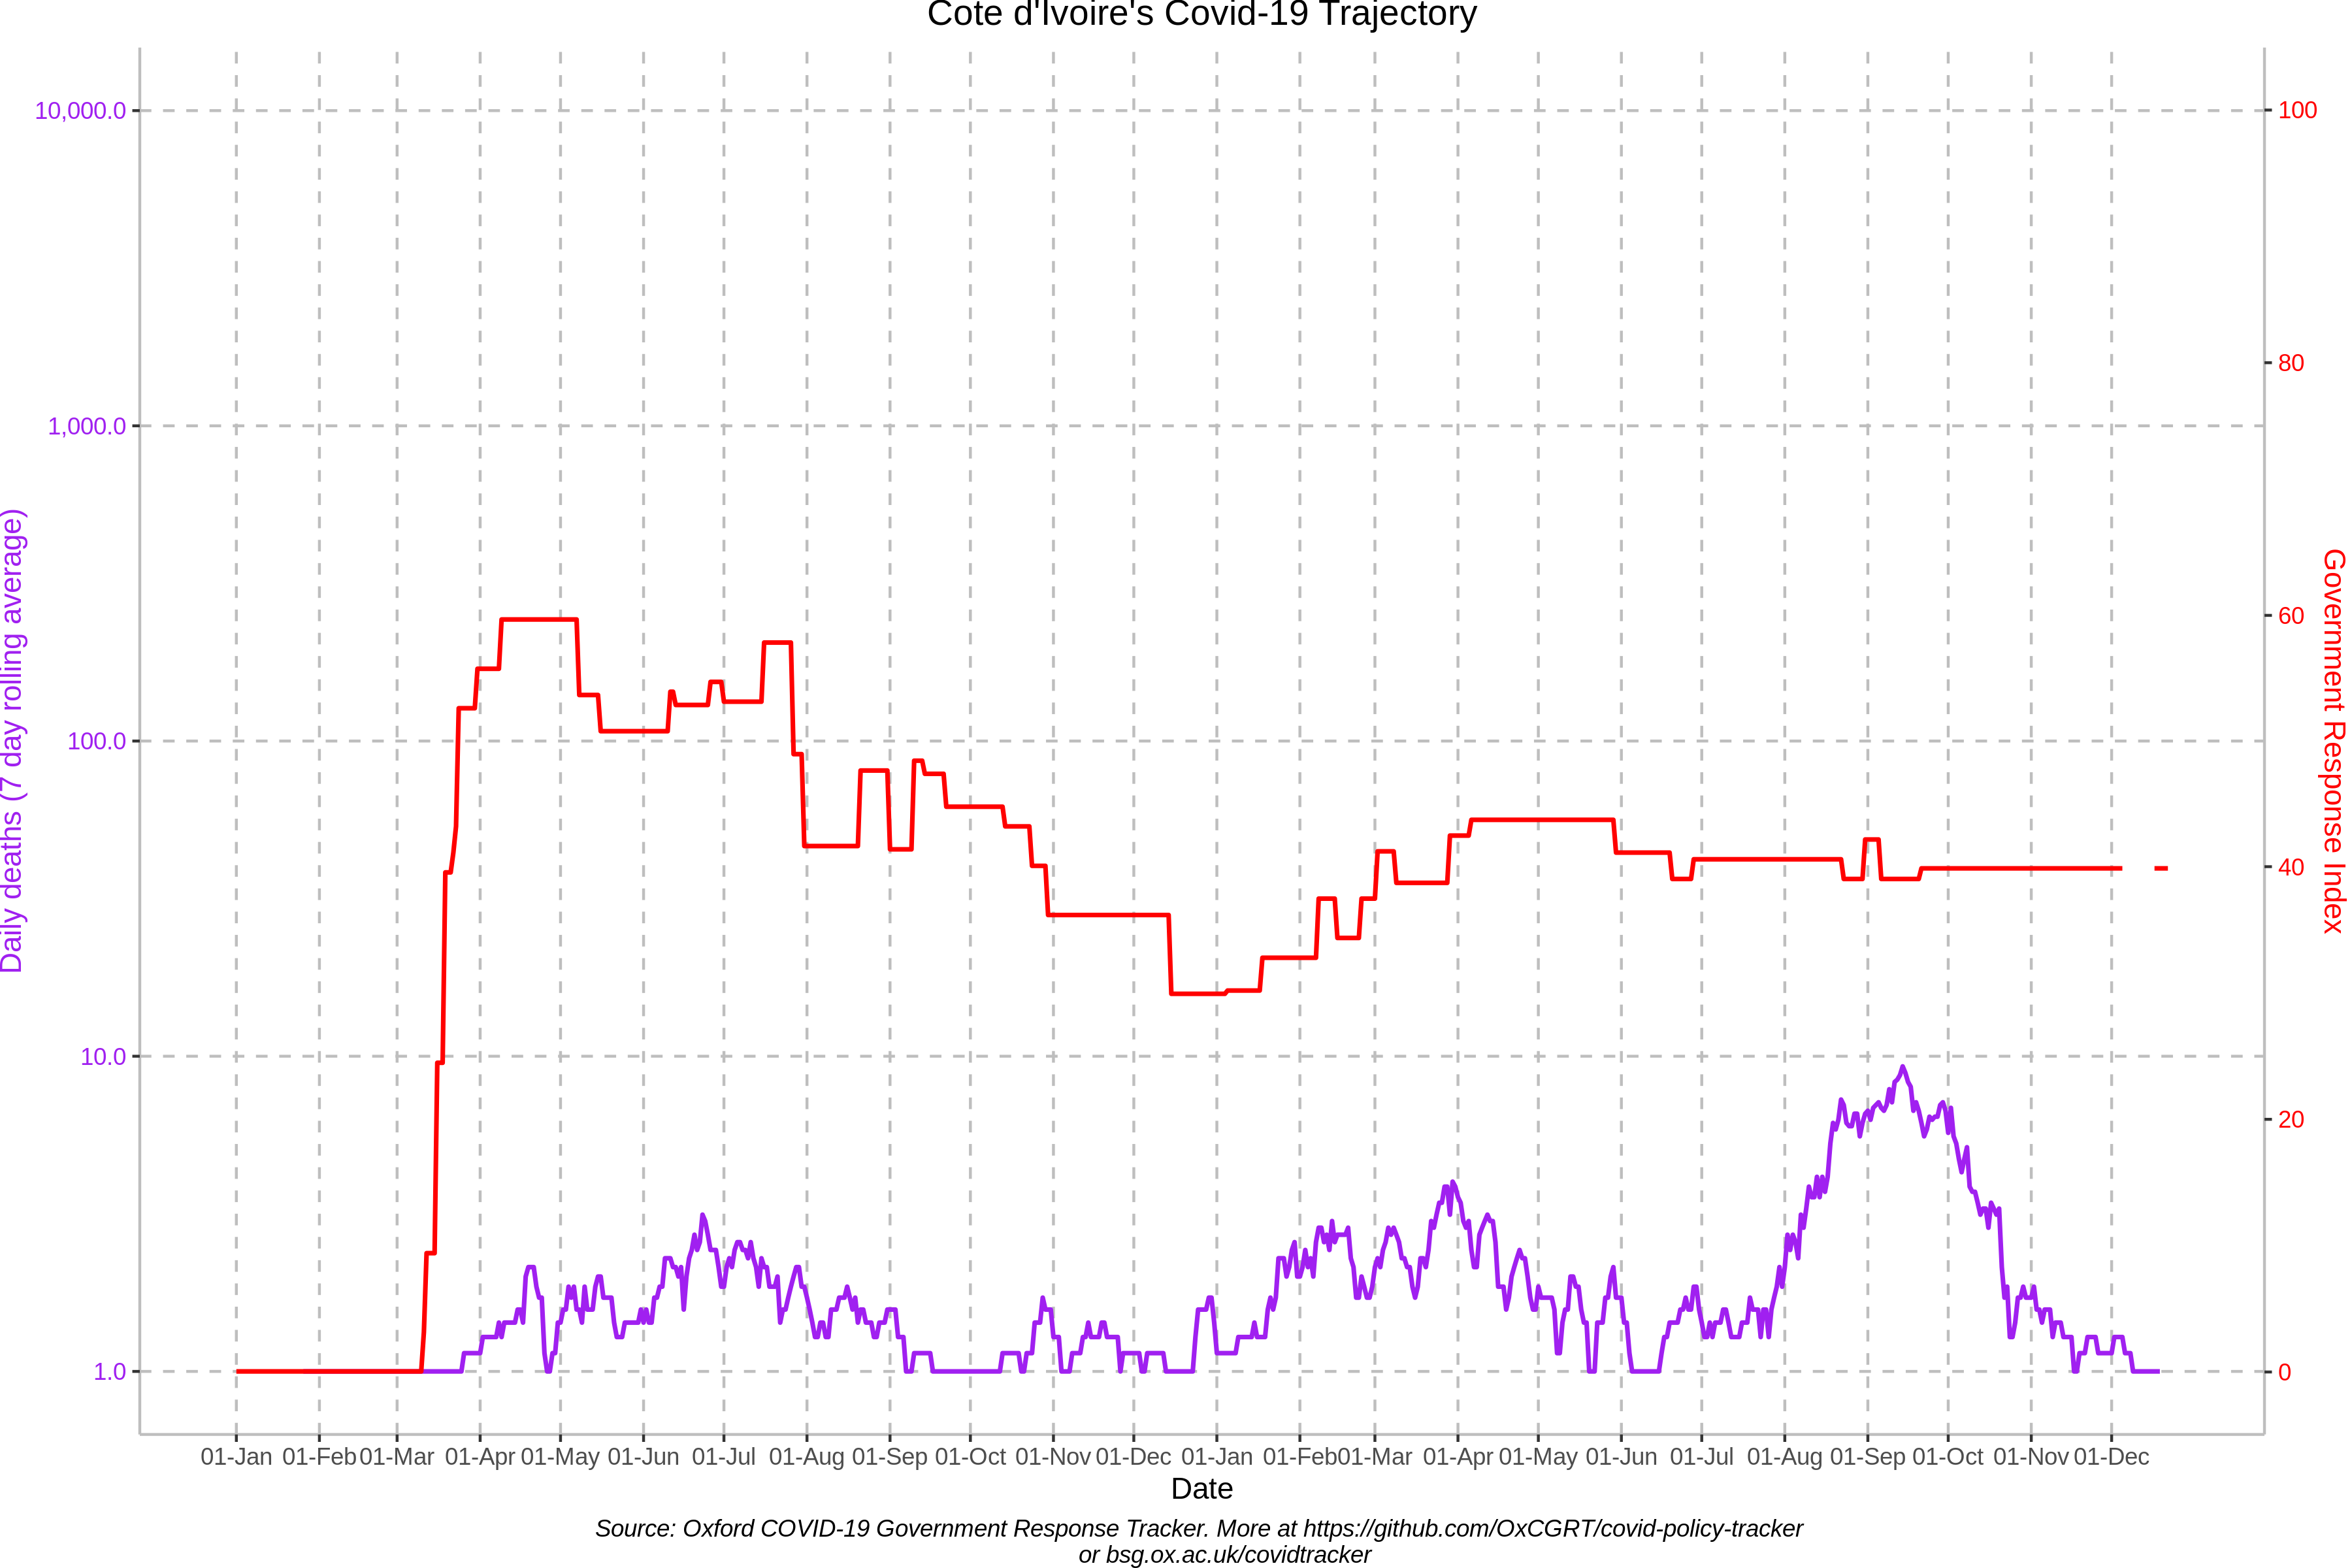 Cote d'Ivoire's Covid-19 Trajectory
10,000.0
1,000.0
100.0
10.0
1.0
Daily deaths (7 day rolling average)
100
80
60
40
20
0
Government Response Index
01-Jan 01-Feb 01-Mar 01-Apr 01-May 01-Jun 01-Jul 01-Aug 01-Sep 01-Oct 01-Nov 01-Dec 01-Jan 01-Feb 01-Mar 01-Apr 01-May 01-Jun 01-Jul 01-Aug 01-Sep 01-Oct 01-Nov 01-Dec
Date
Source: Oxford COVID-19 Government Response Tracker. More at https://github.com/OxCGRT/covid-policy-tracker
or bsg.ox.ac.uk/covidtracker